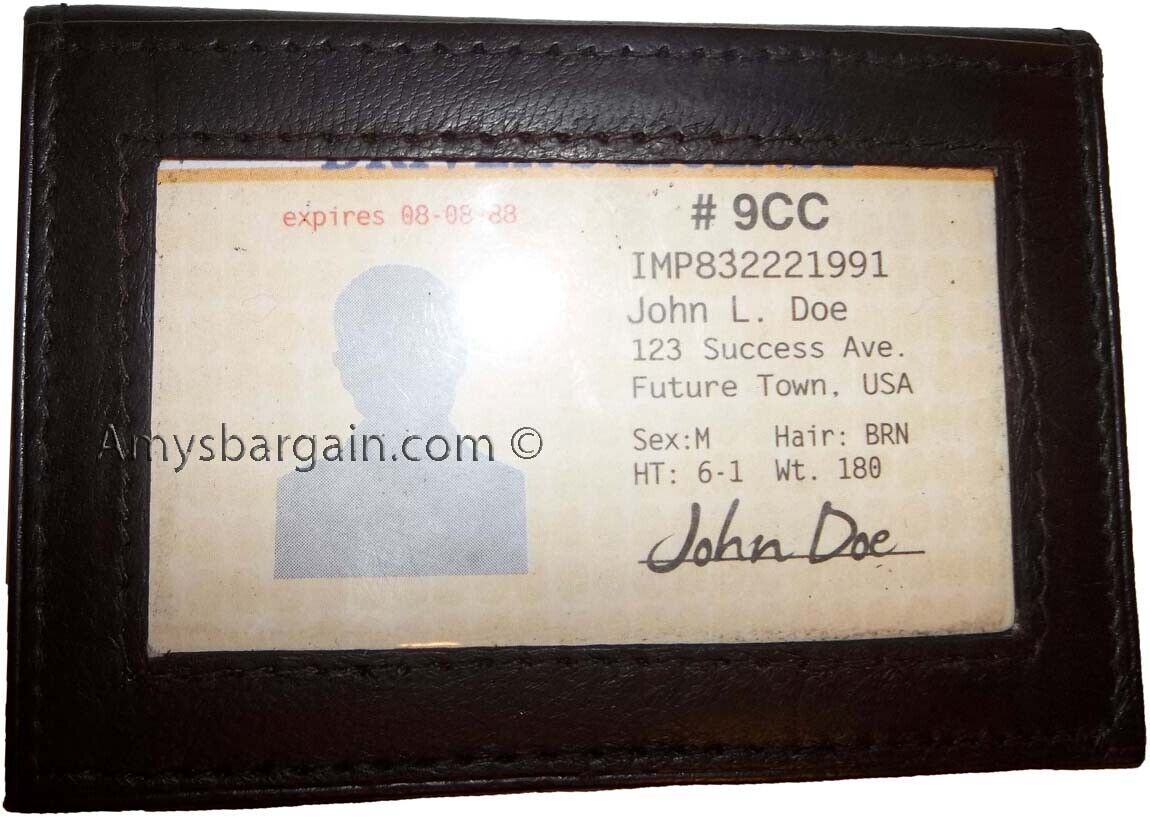 expires 08-08-88
# 9CC
IMP832221991
John L. Doe
123 Success Ave.
Future Town, USA
Sex:M Hair: BRN
HT: 6-1 Wt. 180
John Doe
Amysbargain.com ©